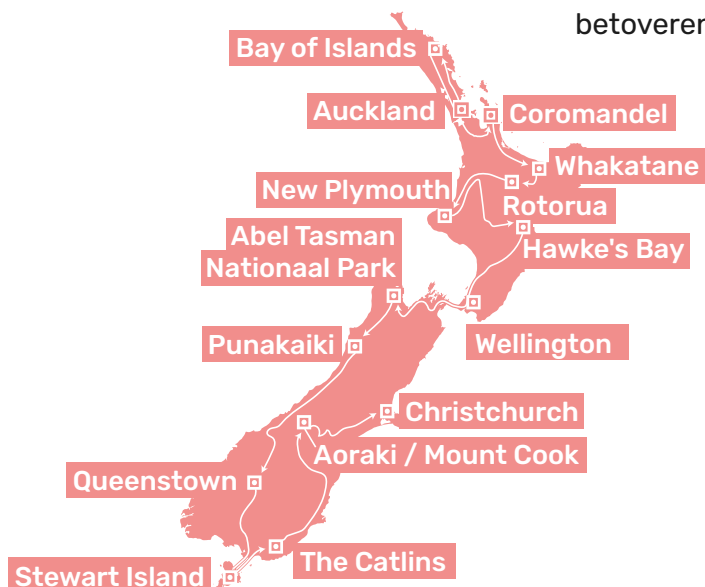 betoveren
Bay of Islands
Auckland
Coromandel
Whakatane
New Plymouth
Rotorua
Abel Tasman
Nationaal Park
Hawke's Bay
Punakaiki
Wellington
Christchurch
Aoraki / Mount Cook
Queenstown
The Catlins
Stewart Island